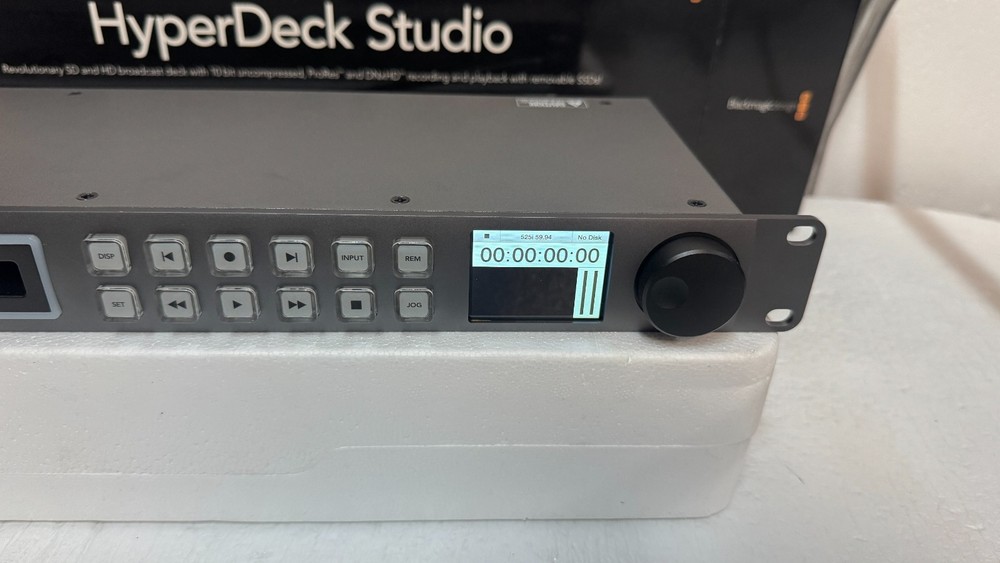 HyperDeck Studio
Revolutionary SD and HD broadcast deck with 10 bit uncompressed, ProRes™ and DNxHD™ recording and playback with removable SSDs!
Blackmagicdesign
525i 59.94 No Disk
00:00:00:00
DISP INPUT REM
SET JOG